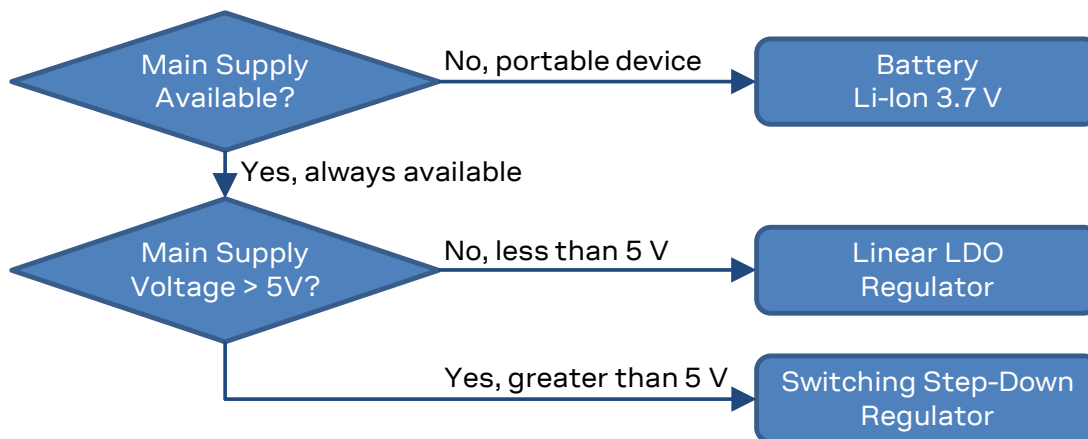 Main Supply
Available?
No, portable device
Battery
Li-Ion 3.7 V
Yes, always available
Main Supply
Voltage > 5V?
No, less than 5 V
Linear LDO
Regulator
Yes, greater than 5 V
Switching Step-Down
Regulator